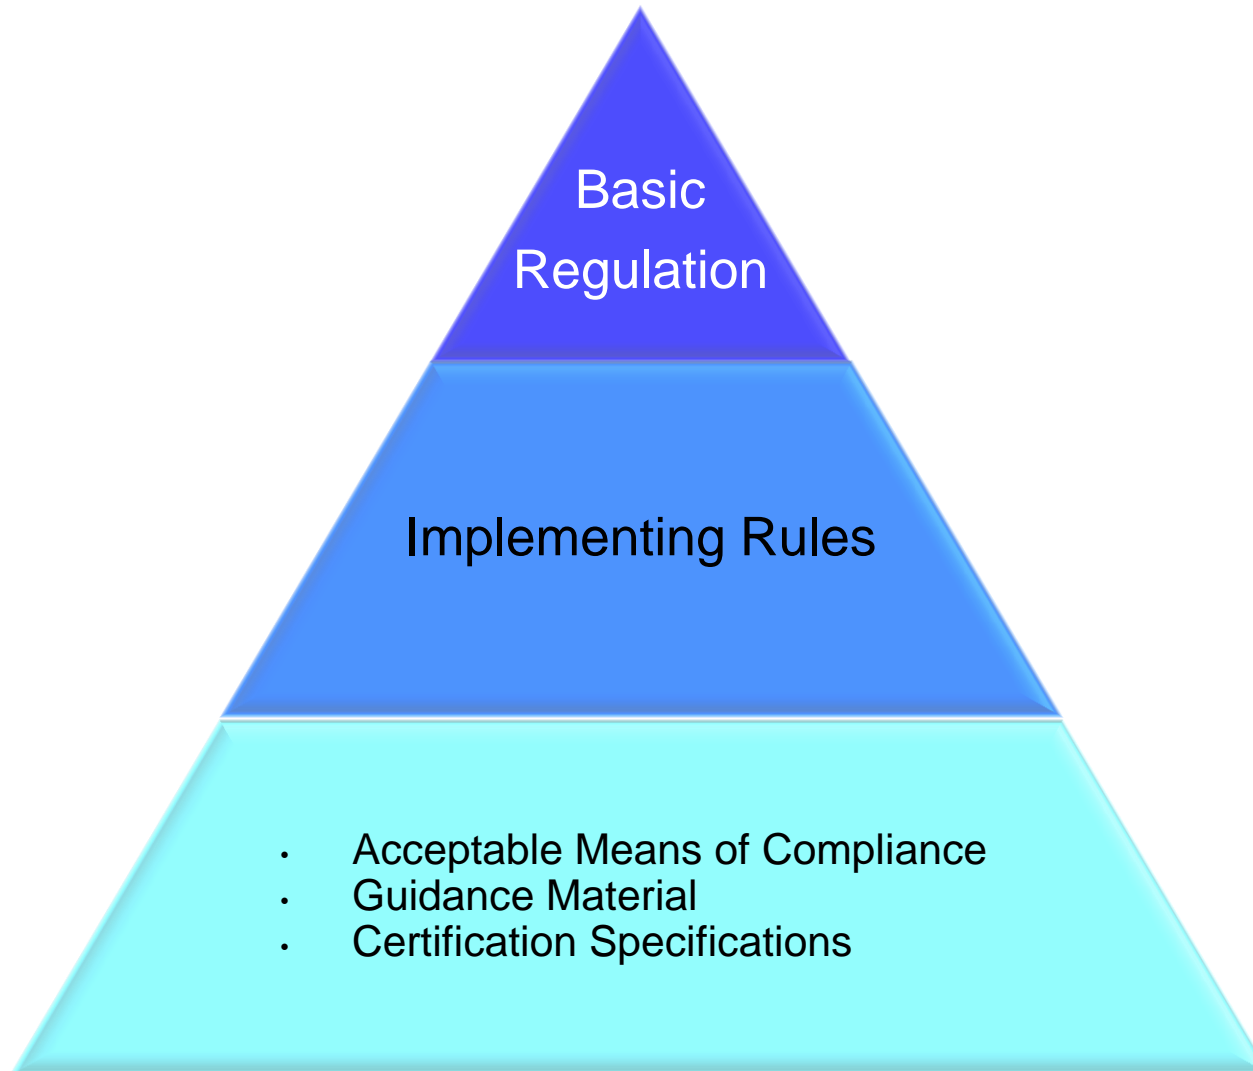 Basic
Regulation
Implementing Rules
• Acceptable Means of Compliance
• Guidance Material
• Certification Specifications